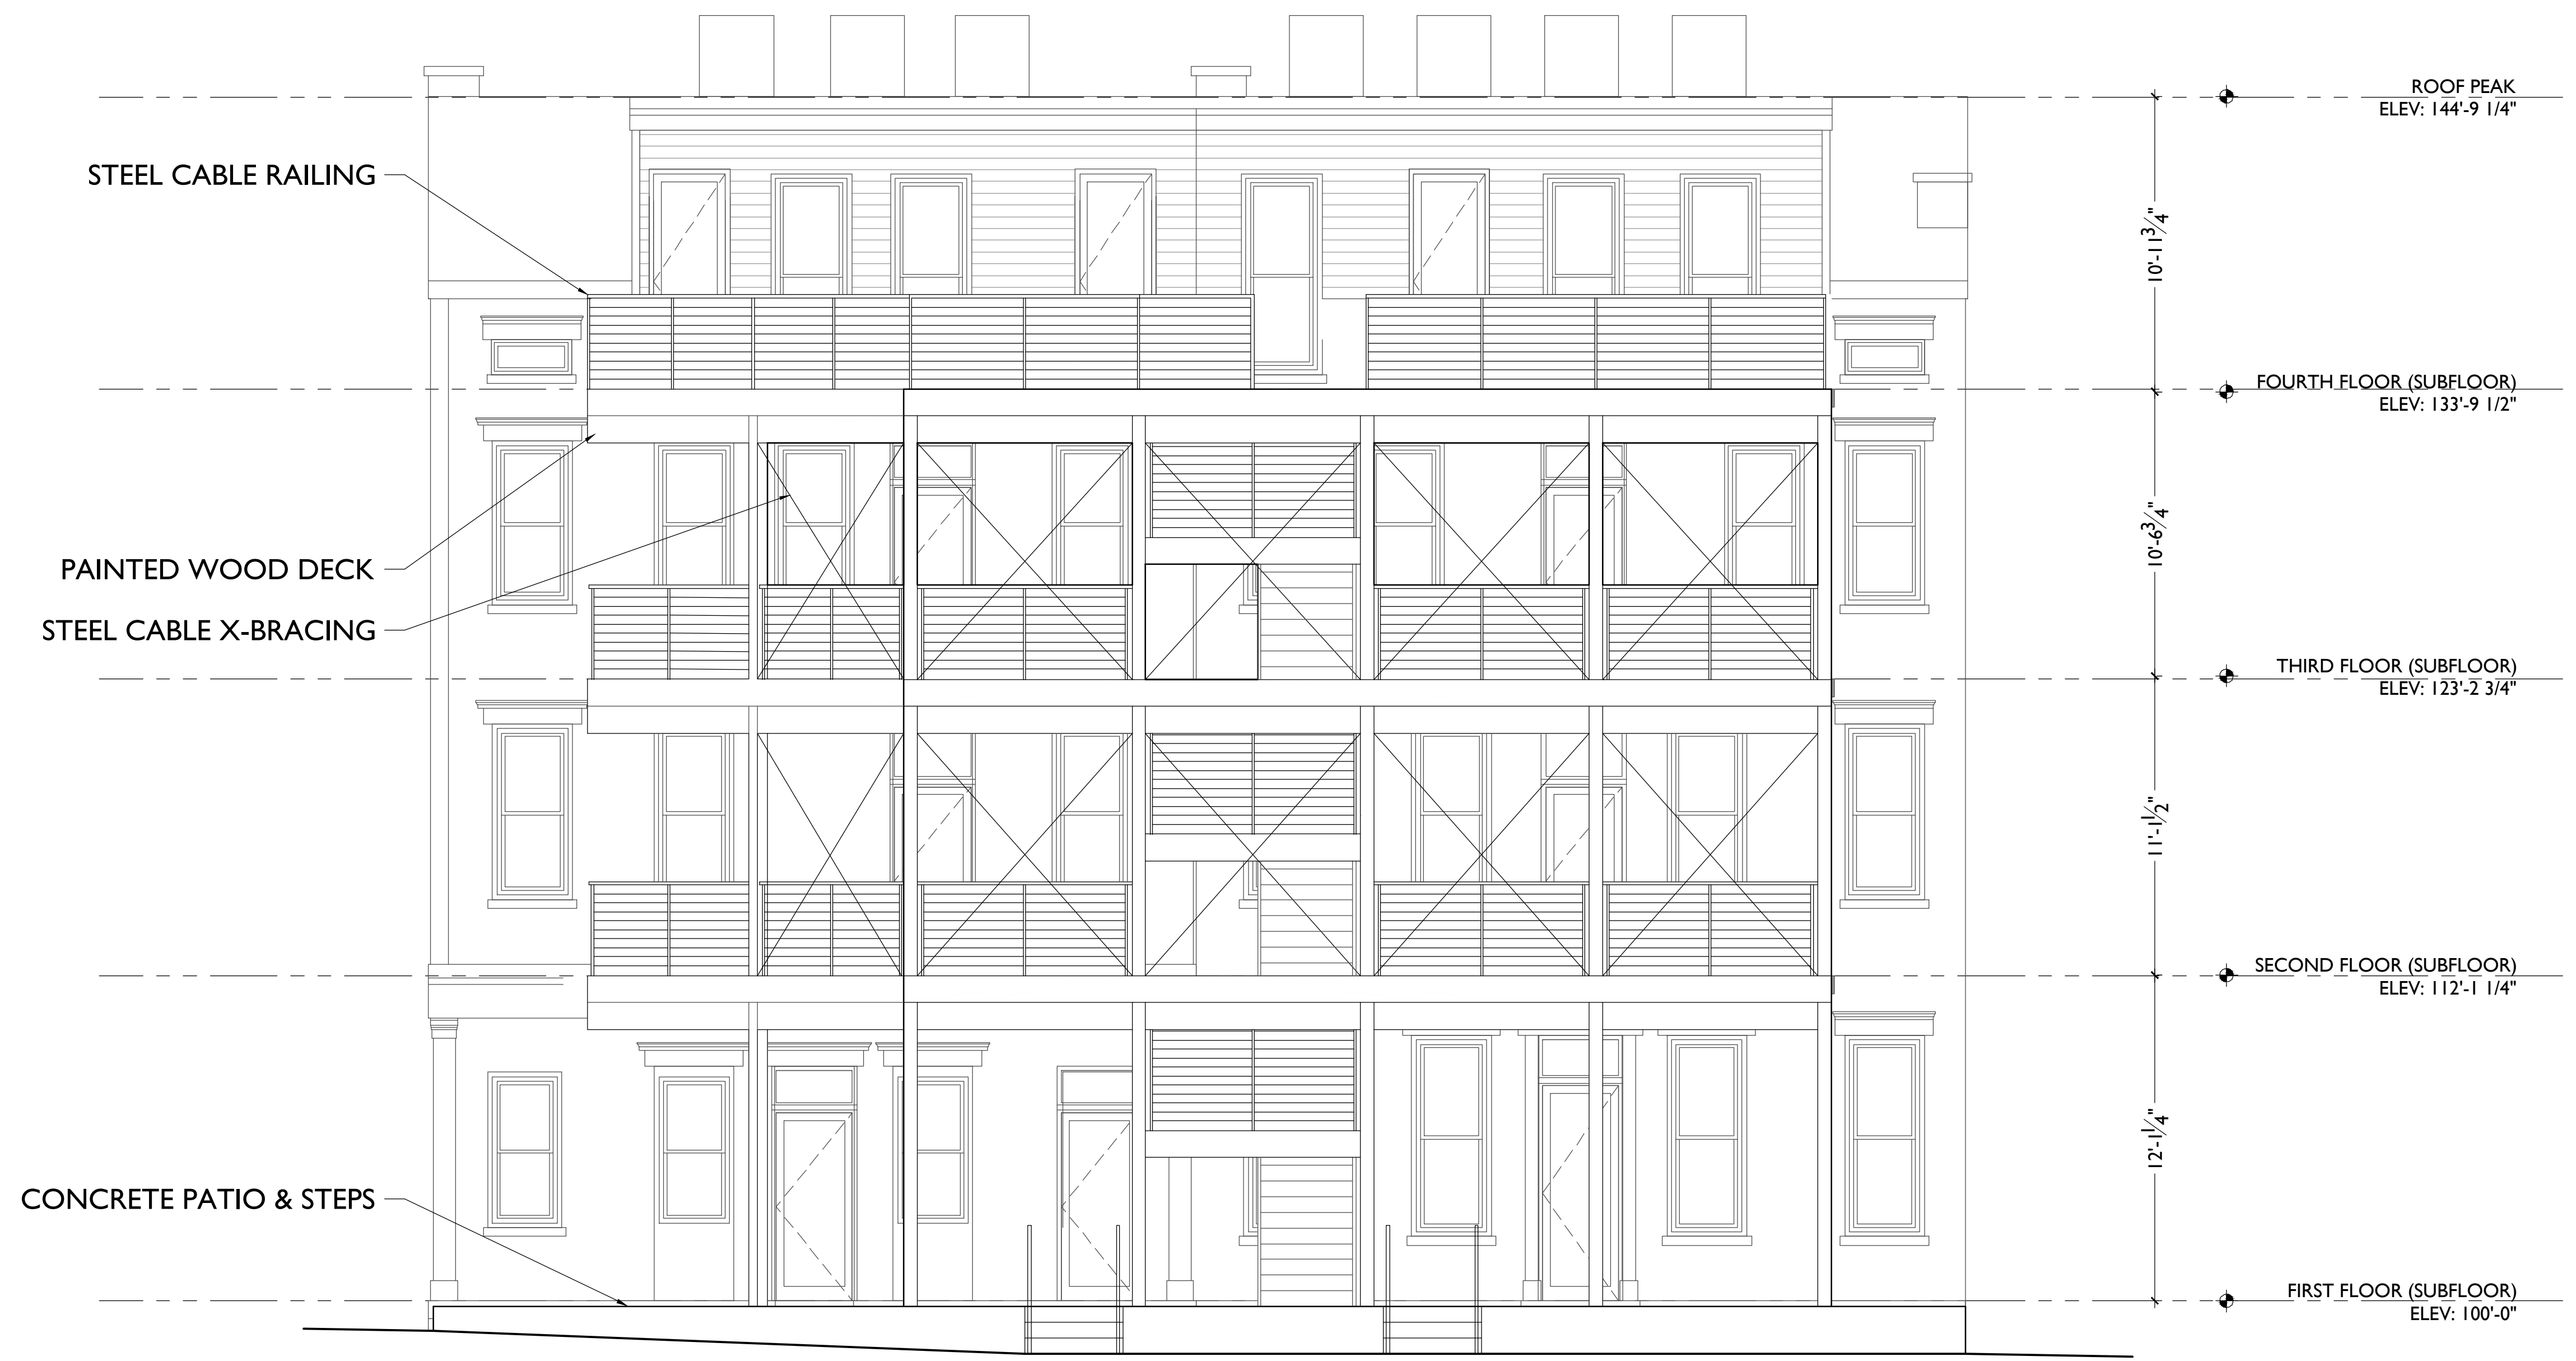 ROOF PEAK
ELEV: 144'-9 1/4"
STEEL CABLE RAILING
10'-11 3/4"
FOURTH FLOOR (SUBFLOOR)
ELEV: 133'-9 1/2"
PAINTED WOOD DECK
10'-6 3/4"
STEEL CABLE X-BRACING
THIRD FLOOR (SUBFLOOR)
ELEV: 123'-2 3/4"
11'-1 1/2"
SECOND FLOOR (SUBFLOOR)
ELEV: 112'-1 1/4"
12'-1 1/4"
CONCRETE PATIO & STEPS
FIRST FLOOR (SUBFLOOR)
ELEV: 100'-0"